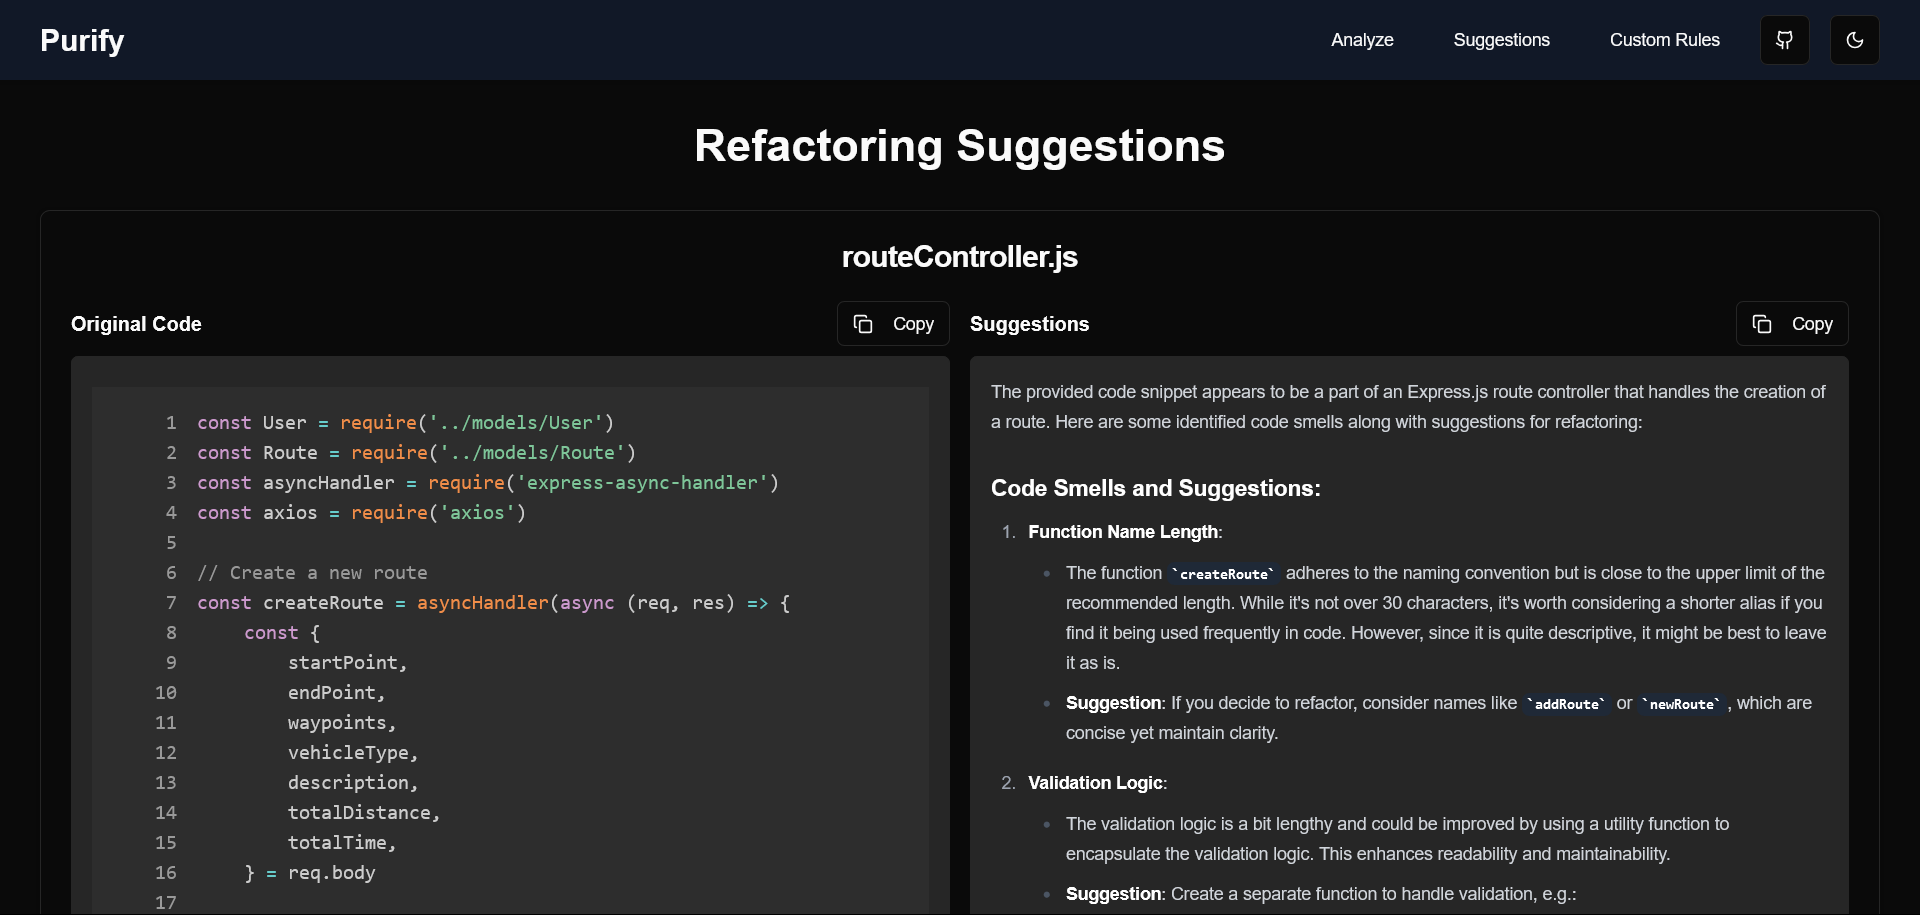 Purify
Analyze
Suggestions
Custom Rules
Refactoring Suggestions
routeController.js
Original Code
Copy
1 const User = require('../models/User')
2 const Route = require('../models/Route')
3 const asyncHandler = require('express-async-handler')
4 const axios = require('axios')
5
6 // Create a new route
7 const createRoute = asyncHandler(async (req, res) => {
8 const {
9 startPoint,
10 endPoint,
11 waypoints,
12 vehicleType,
13 description,
14 totalDistance,
15 totalTime,
16 } = req.body
17
Suggestions
Copy
The provided code snippet appears to be a part of an Express.js route controller that handles the creation of
a route. Here are some identified code smells along with suggestions for refactoring:
Code Smells and Suggestions:
1. Function Name Length:
• The function `createRoute` adheres to the naming convention but is close to the upper limit of the
recommended length. While it's not over 30 characters, it's worth considering a shorter alias if you
find it being used frequently in code. However, since it is quite descriptive, it might be best to leave
it as is.
• Suggestion: If you decide to refactor, consider names like `addRoute` or `newRoute`, which are
concise yet maintain clarity.
2. Validation Logic:
• The validation logic is a bit lengthy and could be improved by using a utility function to
encapsulate the validation logic. This enhances readability and maintainability.
• Suggestion: Create a separate function to handle validation, e.g.: